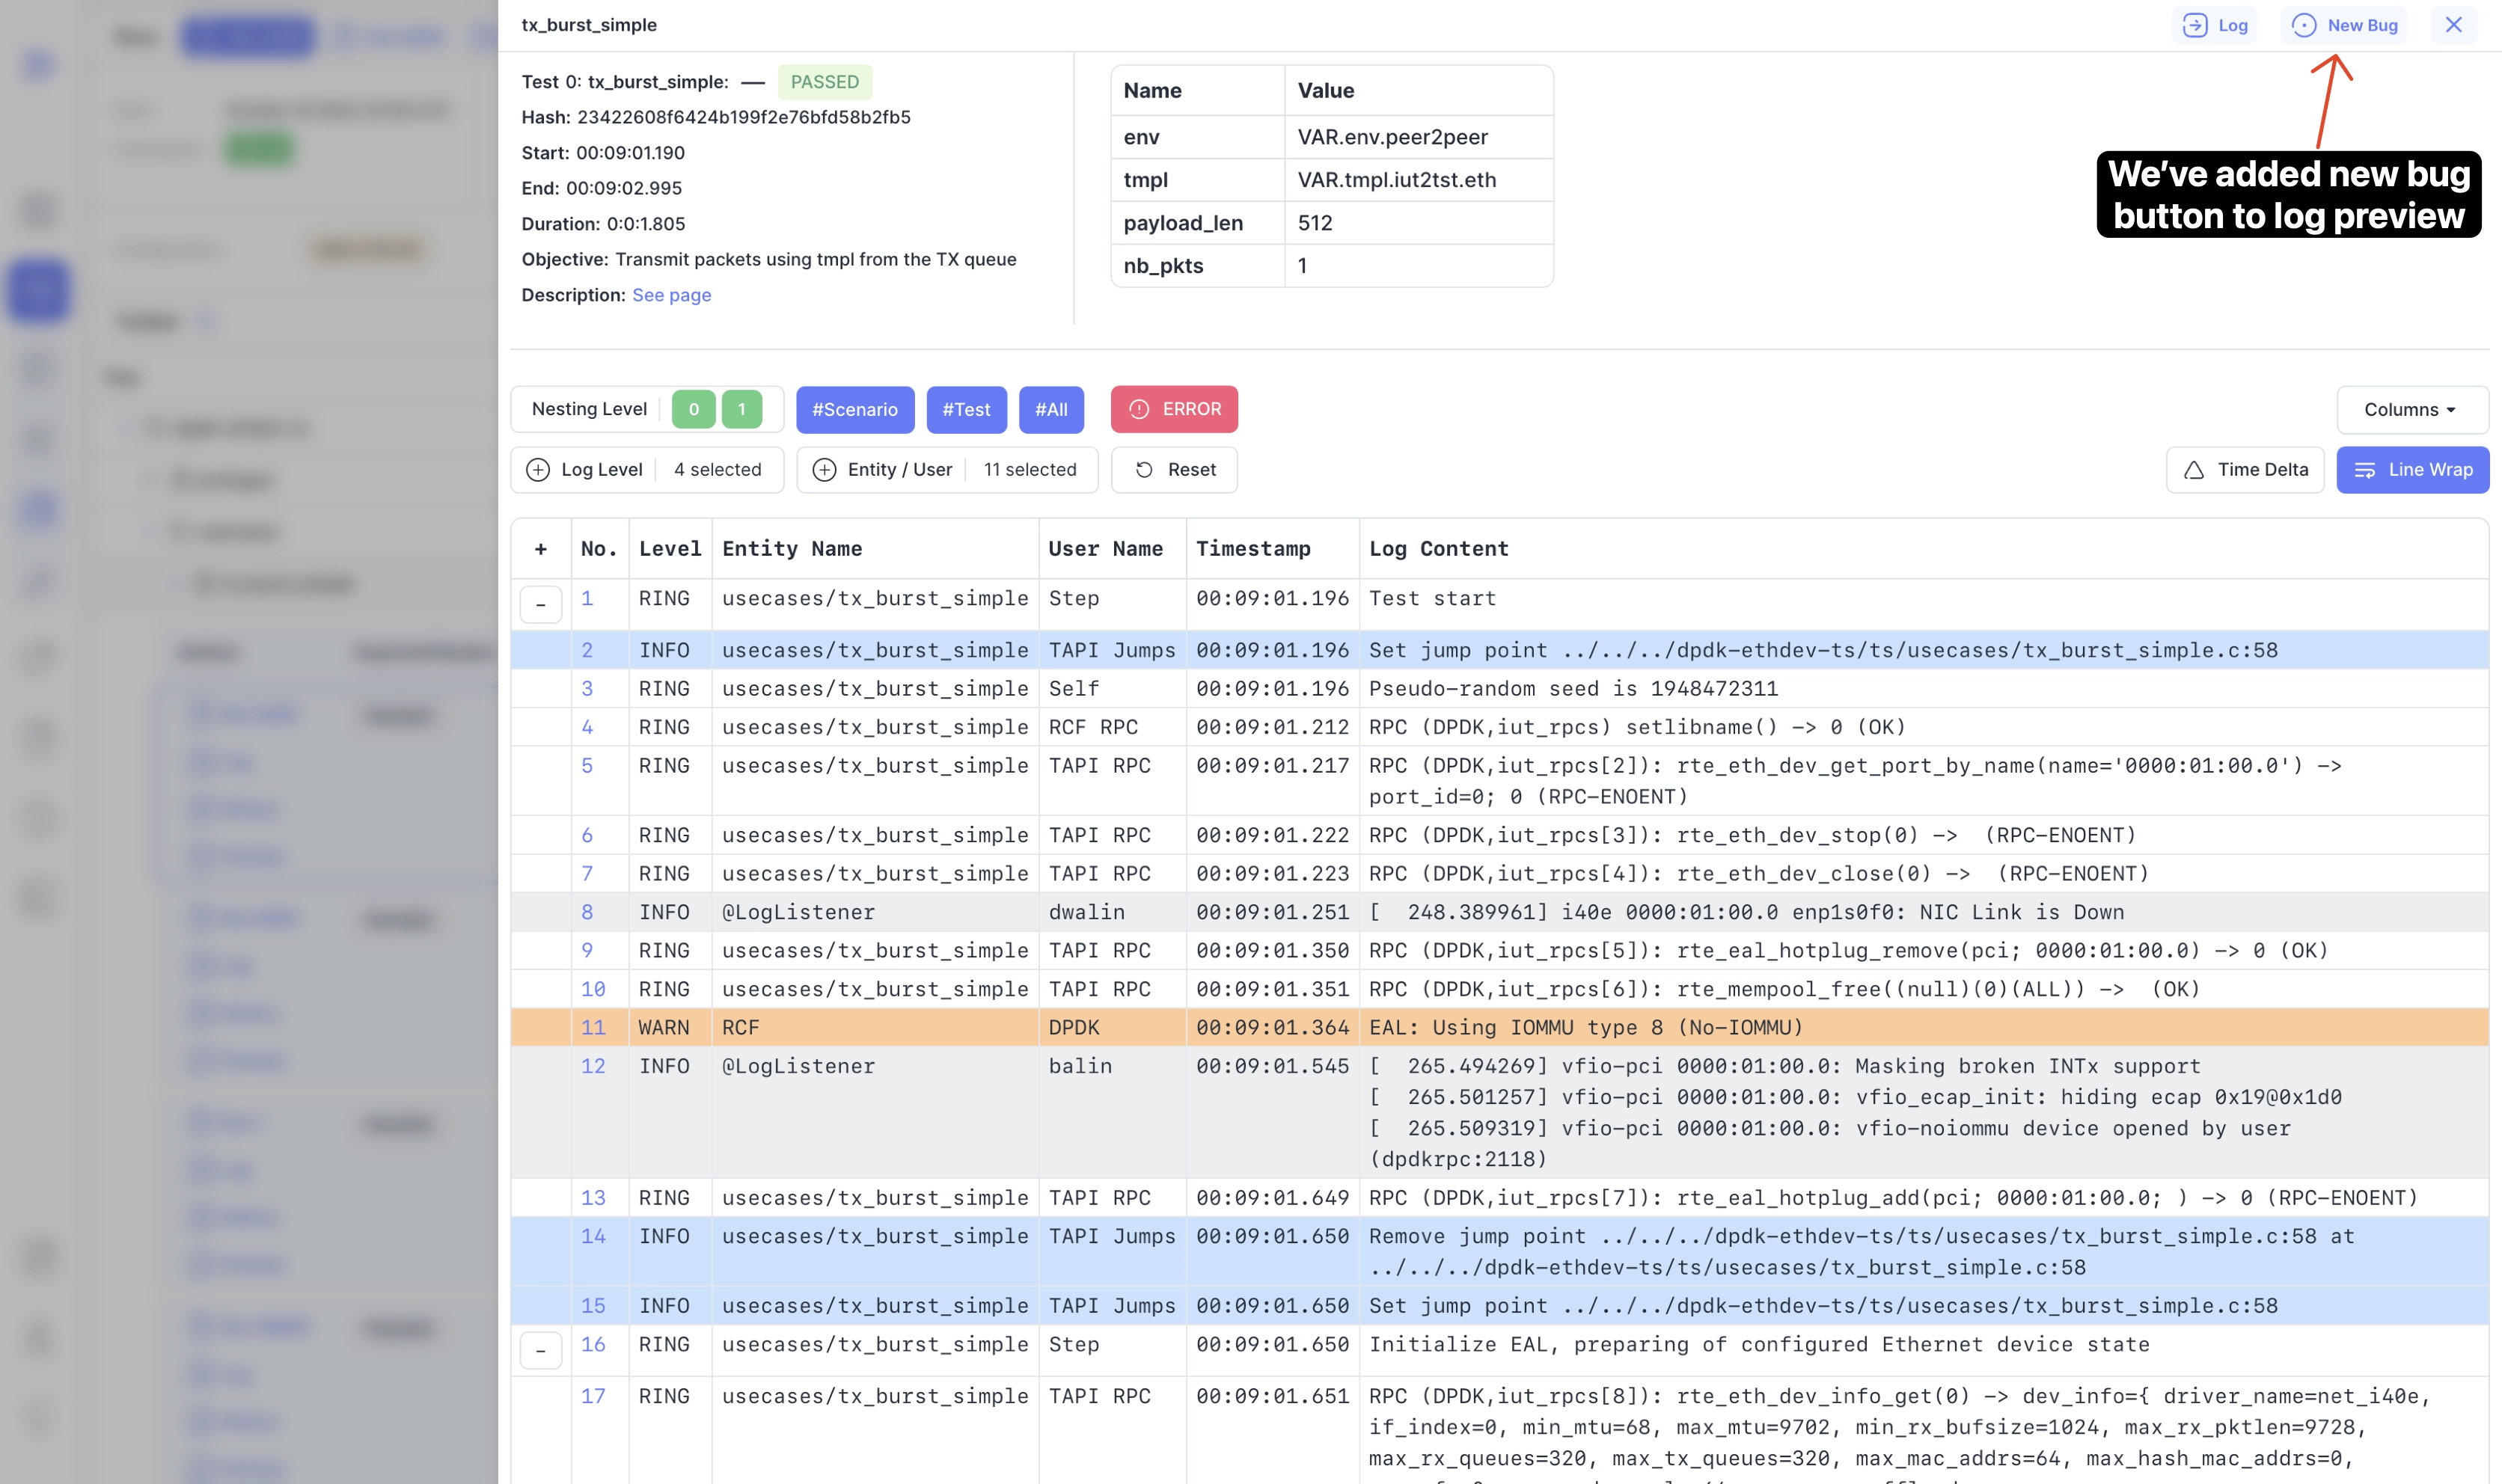 tx_burst_simple
Log
New Bug
We’ve added new bug
button to log preview
Test 0: tx_burst_simple: — PASSED
Hash: 23422608f6424b199f2e76bfd58b2fb5
Start: 00:09:01.190
End: 00:09:02.995
Duration: 0:0:1.805
Objective: Transmit packets using tmpl from the TX queue
Description: See page
Name Value
env VAR.env.peer2peer
tmpl VAR.tmpl.iut2tst.eth
payload_len 512
nb_pkts 1
Nesting Level 0 1 #Scenario #Test #All ERROR Columns
Log Level 4 selected Entity / User 11 selected Reset Time Delta Line Wrap
+ No. Level Entity Name User Name Timestamp Log Content
- 1 RING usecases/tx_burst_simple Step 00:09:01.196 Test start
2 INFO usecases/tx_burst_simple TAPI Jumps 00:09:01.196 Set jump point ../../../dpdk-ethdev-ts/ts/usecases/tx_burst_simple.c:58
3 RING usecases/tx_burst_simple Self 00:09:01.196 Pseudo-random seed is 1948472311
4 RING usecases/tx_burst_simple RCF RPC 00:09:01.212 RPC (DPDK,iut_rpcs) setlibname() -> 0 (OK)
5 RING usecases/tx_burst_simple TAPI RPC 00:09:01.217 RPC (DPDK,iut_rpcs[2]): rte_eth_dev_get_port_by_name(name='0000:01:00.0') ->
port_id=0; 0 (RPC-ENOENT)
6 RING usecases/tx_burst_simple TAPI RPC 00:09:01.222 RPC (DPDK,iut_rpcs[3]): rte_eth_dev_stop(0) -> (RPC-ENOENT)
7 RING usecases/tx_burst_simple TAPI RPC 00:09:01.223 RPC (DPDK,iut_rpcs[4]): rte_eth_dev_close(0) -> (RPC-ENOENT)
8 INFO @LogListener dwalin 00:09:01.251 [ 248.389961] i40e 0000:01:00.0 enp1s0f0: NIC Link is Down
9 RING usecases/tx_burst_simple TAPI RPC 00:09:01.350 RPC (DPDK,iut_rpcs[5]): rte_eal_hotplug_remove(pci; 0000:01:00.0) -> 0 (OK)
10 RING usecases/tx_burst_simple TAPI RPC 00:09:01.351 RPC (DPDK,iut_rpcs[6]): rte_mempool_free((null)(0)(ALL)) -> (OK)
11 WARN RCF DPDK 00:09:01.364 EAL: Using IOMMU type 8 (No-IOMMU)
12 INFO @LogListener balin 00:09:01.545 [ 265.494269] vfio-pci 0000:01:00.0: Masking broken INTx support
[ 265.501257] vfio-pci 0000:01:00.0: vfio_ecap_init: hiding ecap 0x19@0x1d0
[ 265.509319] vfio-pci 0000:01:00.0: vfio-noiommu device opened by user
(dpdkrpc:2118)
13 RING usecases/tx_burst_simple TAPI RPC 00:09:01.649 RPC (DPDK,iut_rpcs[7]): rte_eal_hotplug_add(pci; 0000:01:00.0; ) -> 0 (RPC-ENOENT)
14 INFO usecases/tx_burst_simple TAPI Jumps 00:09:01.650 Remove jump point ../../../dpdk-ethdev-ts/ts/usecases/tx_burst_simple.c:58 at
../../../dpdk-ethdev-ts/ts/usecases/tx_burst_simple.c:58
15 INFO usecases/tx_burst_simple TAPI Jumps 00:09:01.650 Set jump point ../../../dpdk-ethdev-ts/ts/usecases/tx_burst_simple.c:58
- 16 RING usecases/tx_burst_simple Step 00:09:01.650 Initialize EAL, preparing of configured Ethernet device state
17 RING usecases/tx_burst_simple TAPI RPC 00:09:01.651 RPC (DPDK,iut_rpcs[8]): rte_eth_dev_info_get(0) -> dev_info={ driver_name=net_i40e,
if_index=0, min_mtu=68, max_mtu=9702, min_rx_bufsize=1024, max_rx_pktlen=9728,
max_rx_queues=320, max_tx_queues=320, max_mac_addrs=64, max_hash_mac_addrs=0,